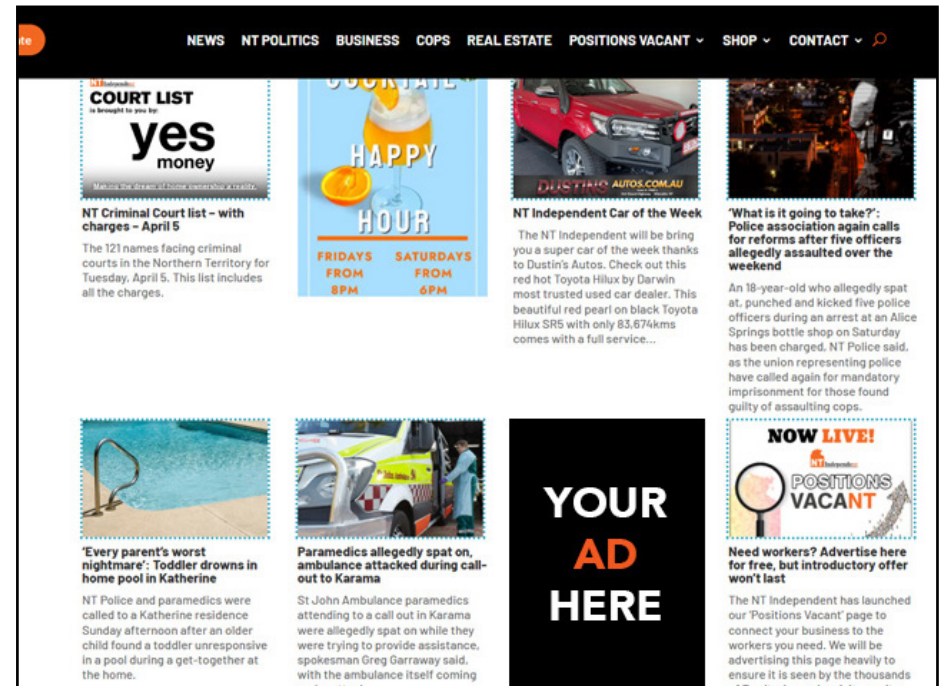 NEWS NT POLITICS BUSINESS COPS REAL ESTATE POSITIONS VACANT SHOP CONTACT
NT Independent
COURT LIST
is brought to you by:
yes
money
Making the dream of home ownership a reality.
NT Criminal Court list – with
charges – April 5
The 121 names facing criminal
courts in the Northern Territory for
Tuesday, April 5. This list includes
all the charges.
COCKTAIL
HAPPY
HOUR
FRIDAYS
FROM
8PM
SATURDAYS
FROM
6PM
DUSTINS AUTOS.COM.AU
NT Independent Car of the Week
The NT Independent will be bring
you a super car of the week thanks
to Dustin's Autos. Check out this
red hot Toyota Hilux by Darwin
most trusted used car dealer. This
beautiful red pearl on black Toyota
Hilux SR5 with only 83,674kms
comes with a full service...
‘What is it going to take?’:
Police association again calls
for reforms after five officers
allegedly assaulted over the
weekend
An 18-year-old who allegedly spat
at, punched and kicked five police
officers during an arrest at an Alice
Springs bottle shop on Saturday
has been charged, NT Police said,
as the union representing police
have called again for mandatory
imprisonment for those found
guilty of assaulting cops.
‘Every parent’s worst
nightmare’: Toddler drowns in
home pool in Katherine
NT Police and paramedics were
called to a Katherine residence
Sunday afternoon after an older
child found a toddler unresponsive
in a pool during a get-together at
the home.
Paramedics allegedly spat on,
ambulance attacked during call-
out to Karama
St John Ambulance paramedics
attending to a call out in Karama
were allegedly spat on while they
were trying to provide assistance,
spokesman Greg Garraway said,
with the ambulance itself coming
YOUR
AD
HERE
NOW LIVE!
NT Independent
POSITIONS
VACANT
Need workers? Advertise here
for free, but introductory offer
won’t last
The NT Independent has launched
our ‘Positions Vacant’ page to
connect your business to the
workers you need. We will be
advertising this page heavily to
ensure it is seen by the thousands